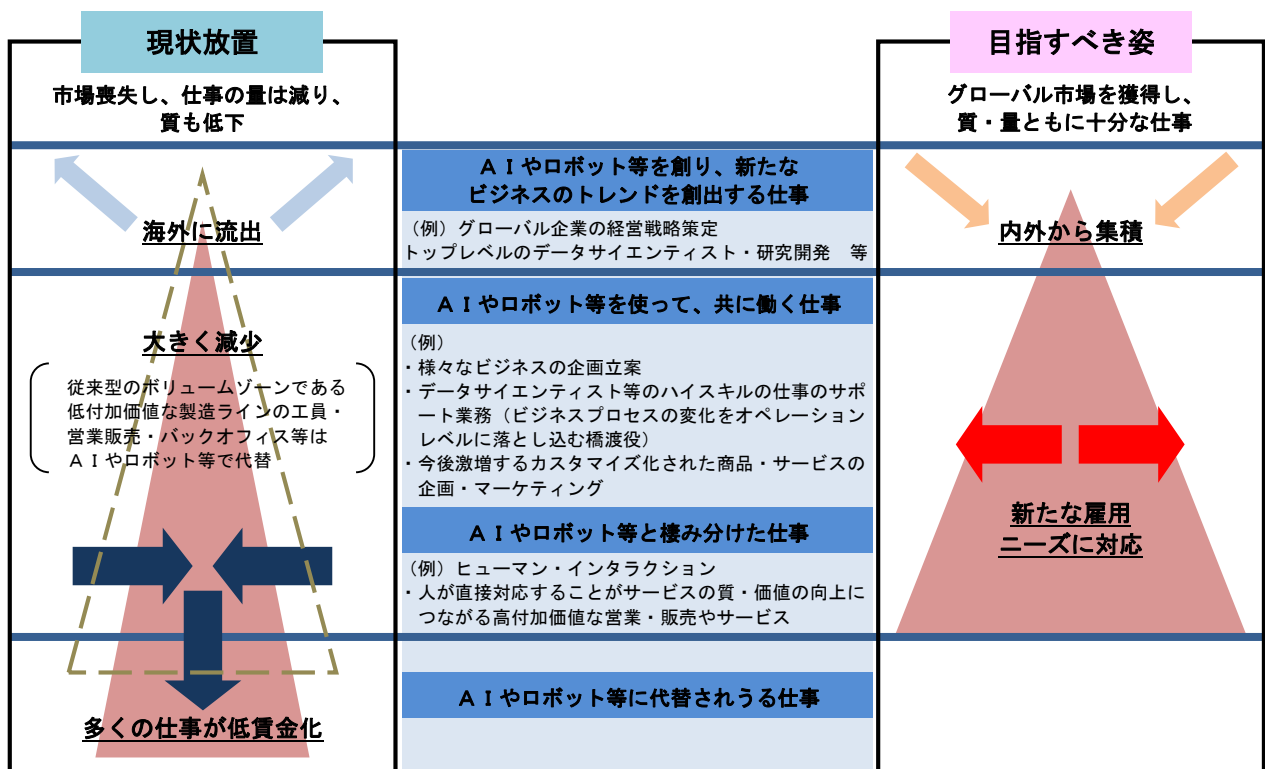 現状放置
市場喪失し、仕事の量は減り、
質も低下
海外に流出
大きく減少
従来型のボリュームゾーンである
低付加価値な製造ラインの工員・
営業販売・バックオフィス等は
ＡＩやロボット等で代替
多くの仕事が低賃金化
ＡＩやロボット等を創り、新たな
ビジネスのトレンドを創出する仕事
（例）グローバル企業の経営戦略策定
トップレベルのデータサイエンティスト・研究開発　等
ＡＩやロボット等を使って、共に働く仕事
（例）
・様々なビジネスの企画立案
・データサイエンティスト等のハイスキルの仕事のサポ
ート業務（ビジネスプロセスの変化をオペレーション
レベルに落とし込む橋渡役）
・今後激増するカスタマイズ化された商品・サービスの
企画・マーケティング
ＡＩやロボット等と棲み分けた仕事
（例）ヒューマン・インタラクション
・人が直接対応することがサービスの質・価値の向上に
つながる高付加価値な営業・販売やサービス
ＡＩやロボット等に代替されうる仕事
目指すべき姿
グローバル市場を獲得し、
質・量ともに十分な仕事
内外から集積
新たな雇用
ニーズに対応